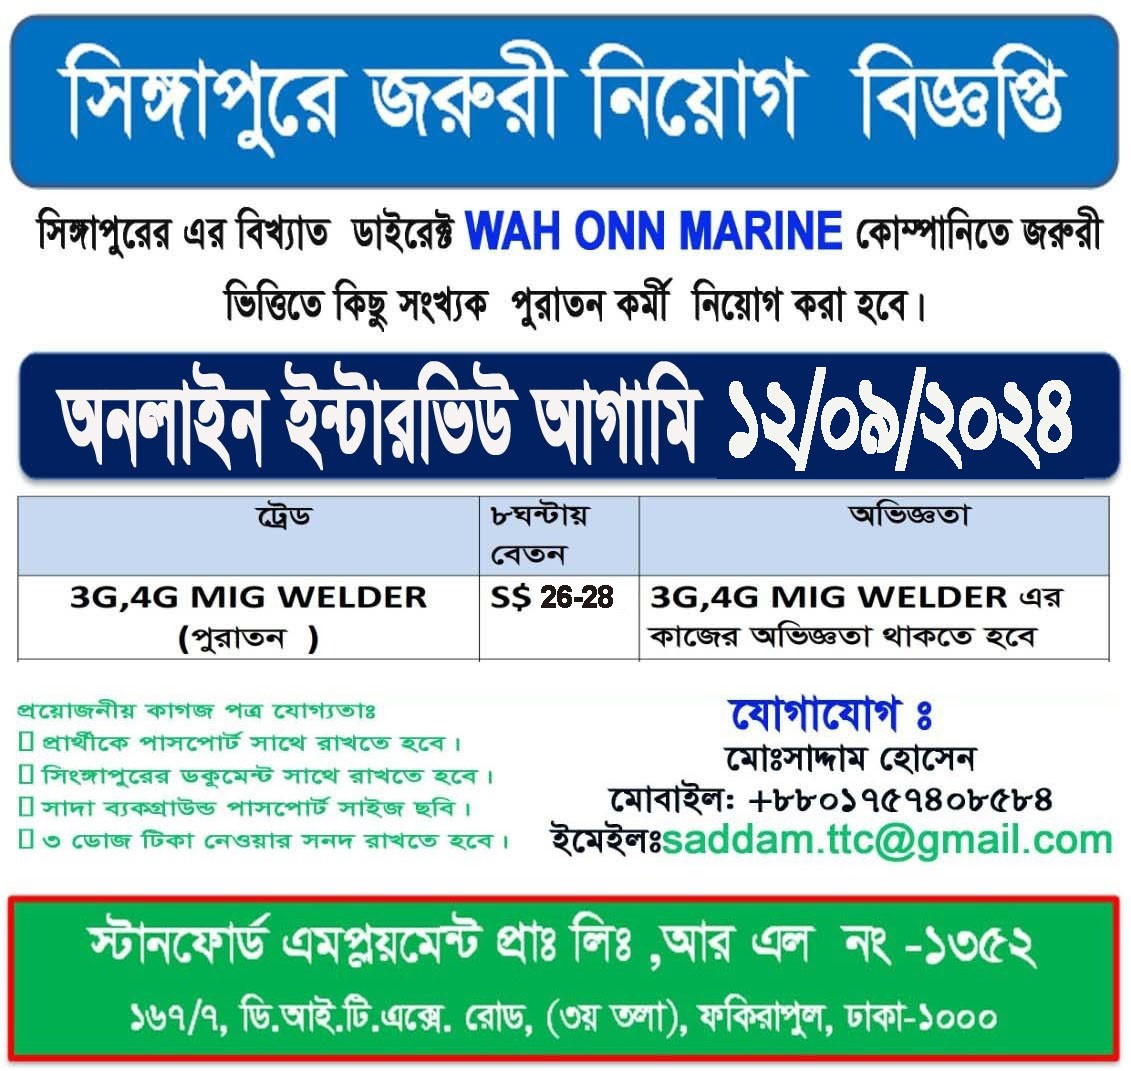 সিঙ্গাপুরে জরুরী নিয়োগ বিজ্ঞপ্তি
সিঙ্গাপুরের এর বিখ্যাত ডাইরেক্ট WAH ONN MARINE কোম্পানিতে জরুরী
ভিত্তিতে কিছু সংখ্যক পুরাতন কর্মী নিয়োগ করা হবে।
অনলাইন ইন্টারভিউ আগামি ১২/০৯/২০২৪
ট্রেড
৮ঘন্টায়
বেতন
অভিজ্ঞতা
3G,4G MIG WELDER
(পুরাতন )
S$ 26-28
3G,4G MIG WELDER এর
কাজের অভিজ্ঞতা থাকতে হবে
প্রয়োজনীয় কাগজ পত্র যোগ্যতাঃ
প্রার্থীকে পাসপোর্ট সাথে রাখতে হবে।
সিংঙ্গাপুরের ডকুমেন্ট সাথে রাখতে হবে।
সাদা ব্যকগ্রাউন্ড পাসপোর্ট সাইজ ছবি।
৩ ডোজ টিকা নেওয়ার সনদ রাখতে হবে।
যোগাযোগ ঃ
মোঃসাদ্দাম হোসেন
মোবাইল: +৮৮০১৭৫৭৪০৮৫৮৪
ইমেইলঃsaddam.ttc@gmail.com
স্টানফোর্ড এমপ্লয়মেন্ট প্রাঃ লিঃ ,আর এল নং -১৩৫২
১৬৭/৭, ডি.আই.টি.এক্সে. রোড, (৩য় তলা), ফকিরাপুল, ঢাকা-১০০০